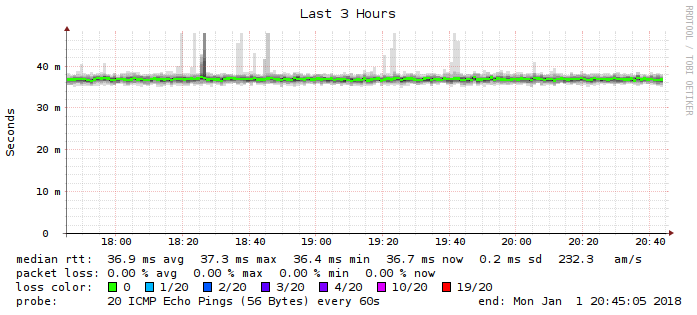 Last 3 Hours
RRDTOOL / TOBI OETIKER
Seconds
40 m
30 m
20 m
10 m
0
18:00 18:20 18:40 19:00 19:20 19:40 20:00 20:20 20:40
median rtt: 36.9 ms avg 37.3 ms max 36.4 ms min 36.7 ms now 0.2 ms sd 232.3 am/s
packet loss: 0.00 % avg 0.00 % max 0.00 % min 0.00 % now
loss color: 0 1/20 2/20 3/20 4/20 10/20 19/20
probe: 20 ICMP Echo Pings (56 Bytes) every 60s end: Mon Jan 1 20:45:05 2018